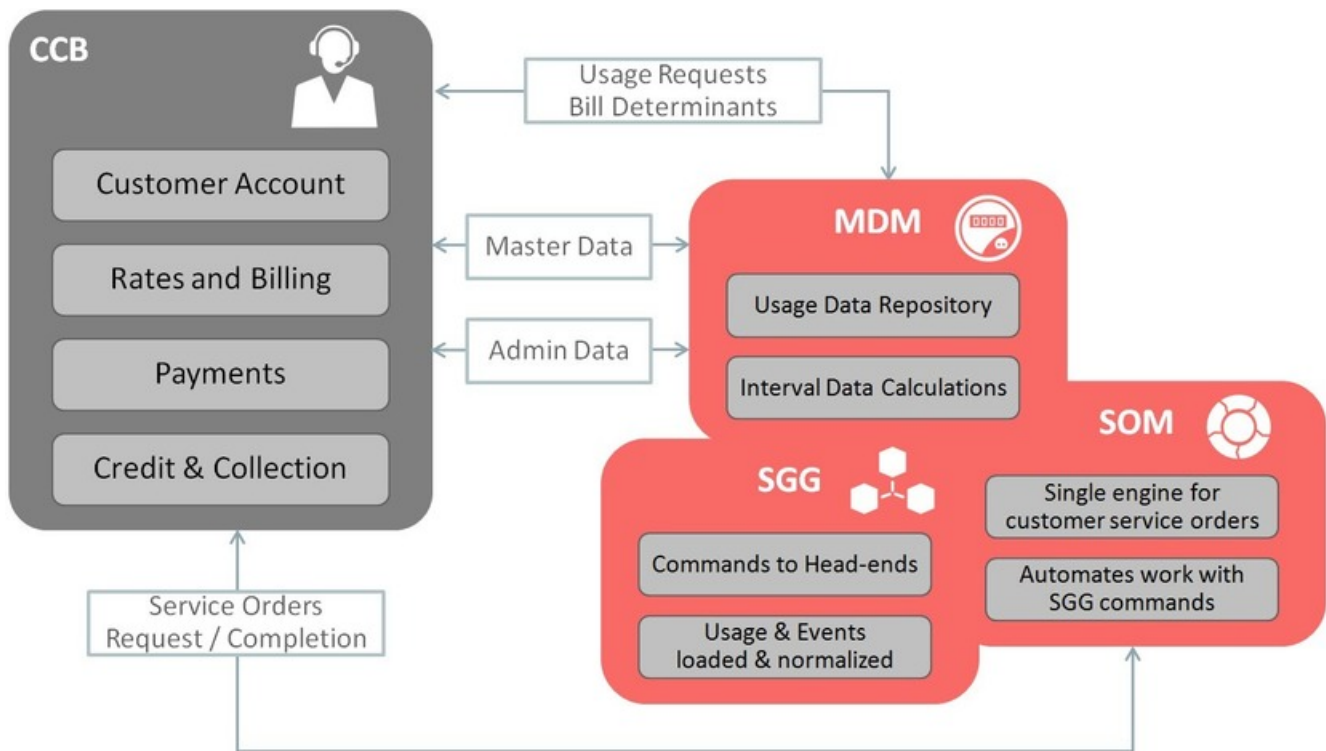 CCB
Customer Account
Rates and Billing
Payments
Credit & Collection
Usage Requests
Bill Determinants
Master Data
Admin Data
Service Orders
Request / Completion
MDM
0000
Usage Data Repository
Interval Data Calculations
SGG
Commands to Head-ends
Usage & Events
loaded & normalized
SOM
Single engine for
customer service orders
Automates work with
SGG commands